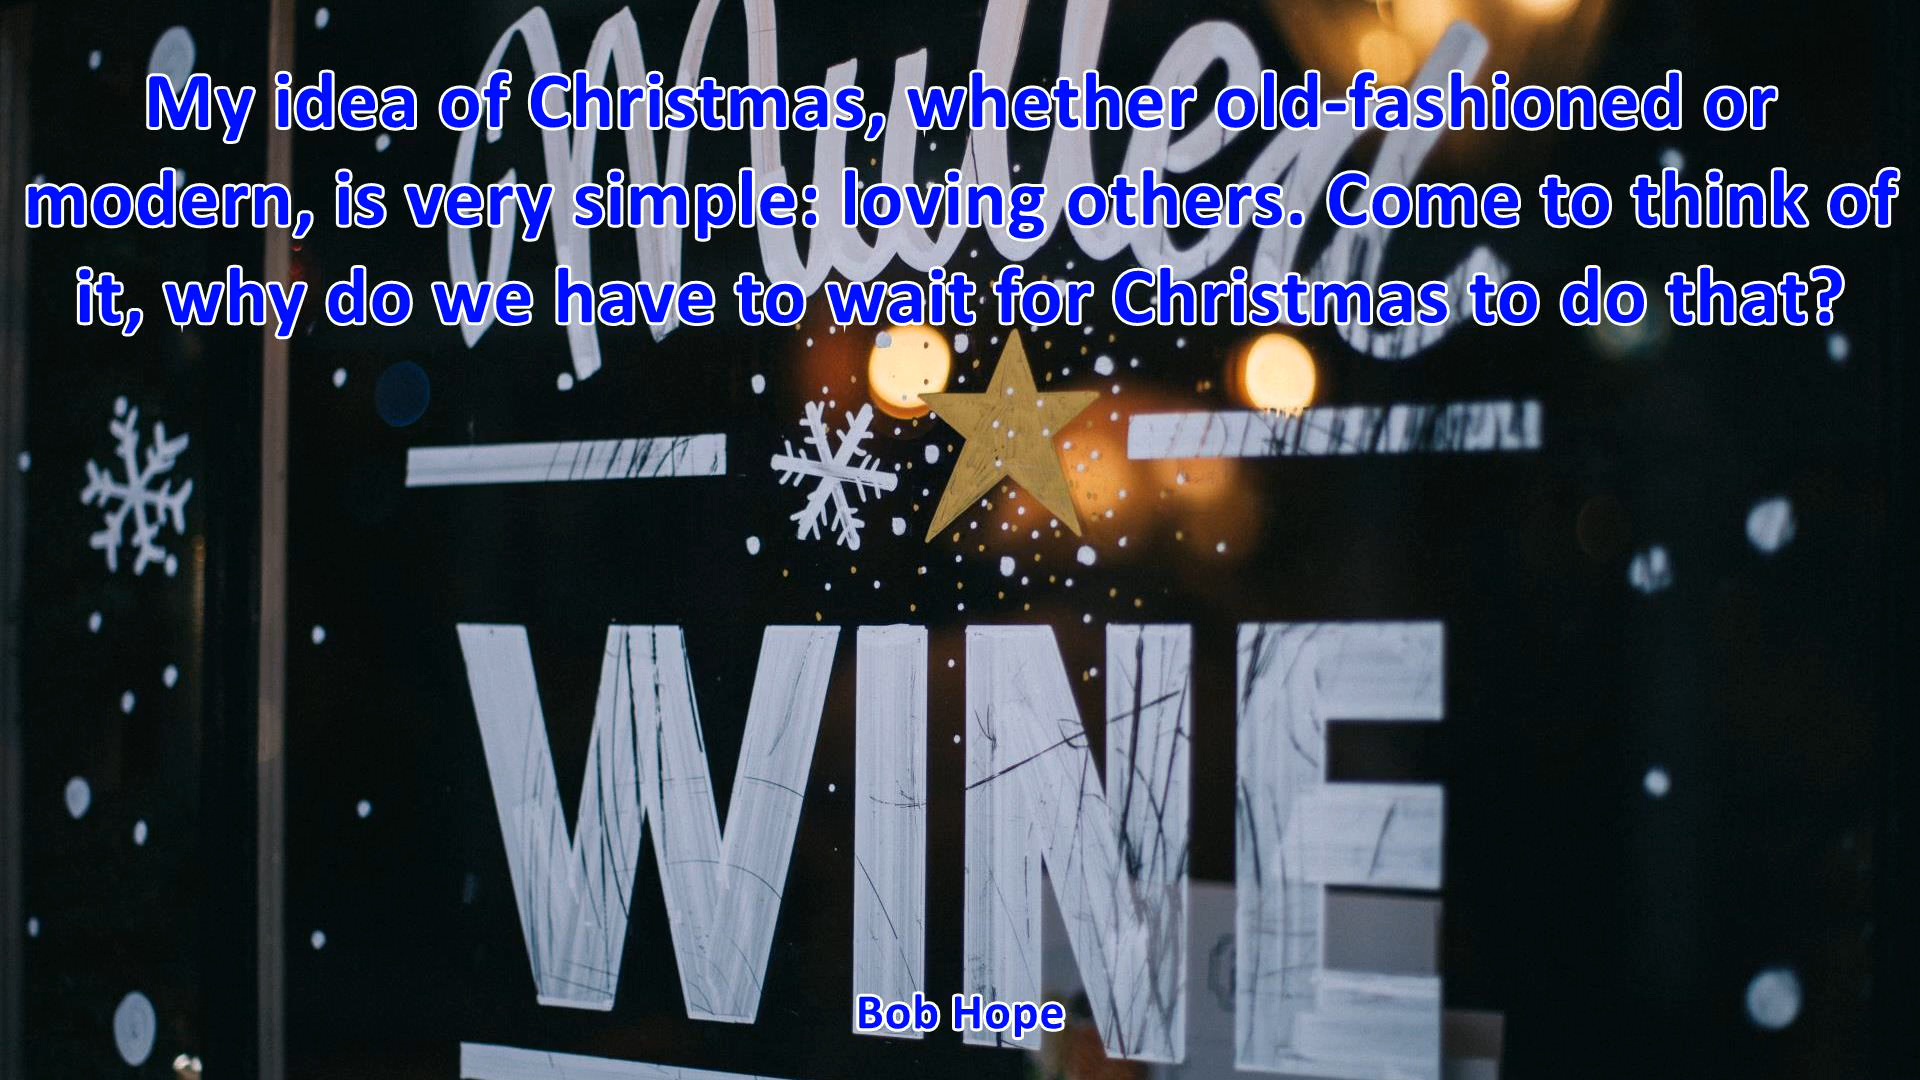 My idea of Christmas, whether old-fashioned or
modern, is very simple: loving others. Come to think of
it, why do we have to wait for Christmas to do that?
Mulled
WINE
Bob Hope